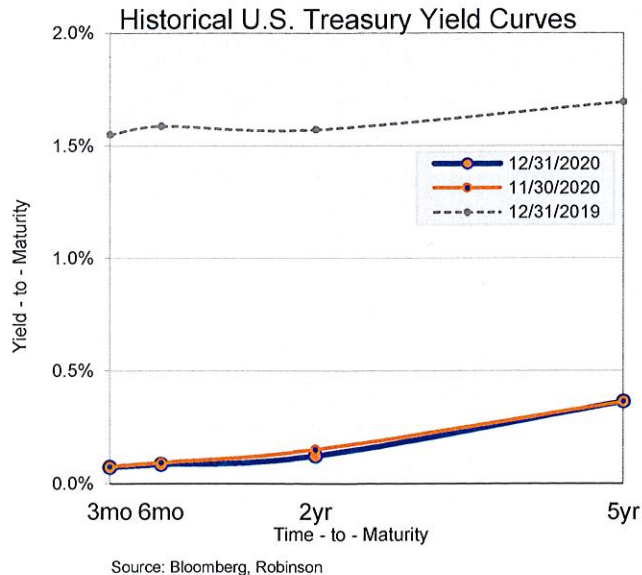 Historical U.S. Treasury Yield Curves
2.0%
1.5%
1.0%
0.5%
0.0%
Yield - to - Maturity
12/31/2020
11/30/2020
12/31/2019
3mo 6mo 2yr 5yr
Time - to - Maturity
Source: Bloomberg, Robinson